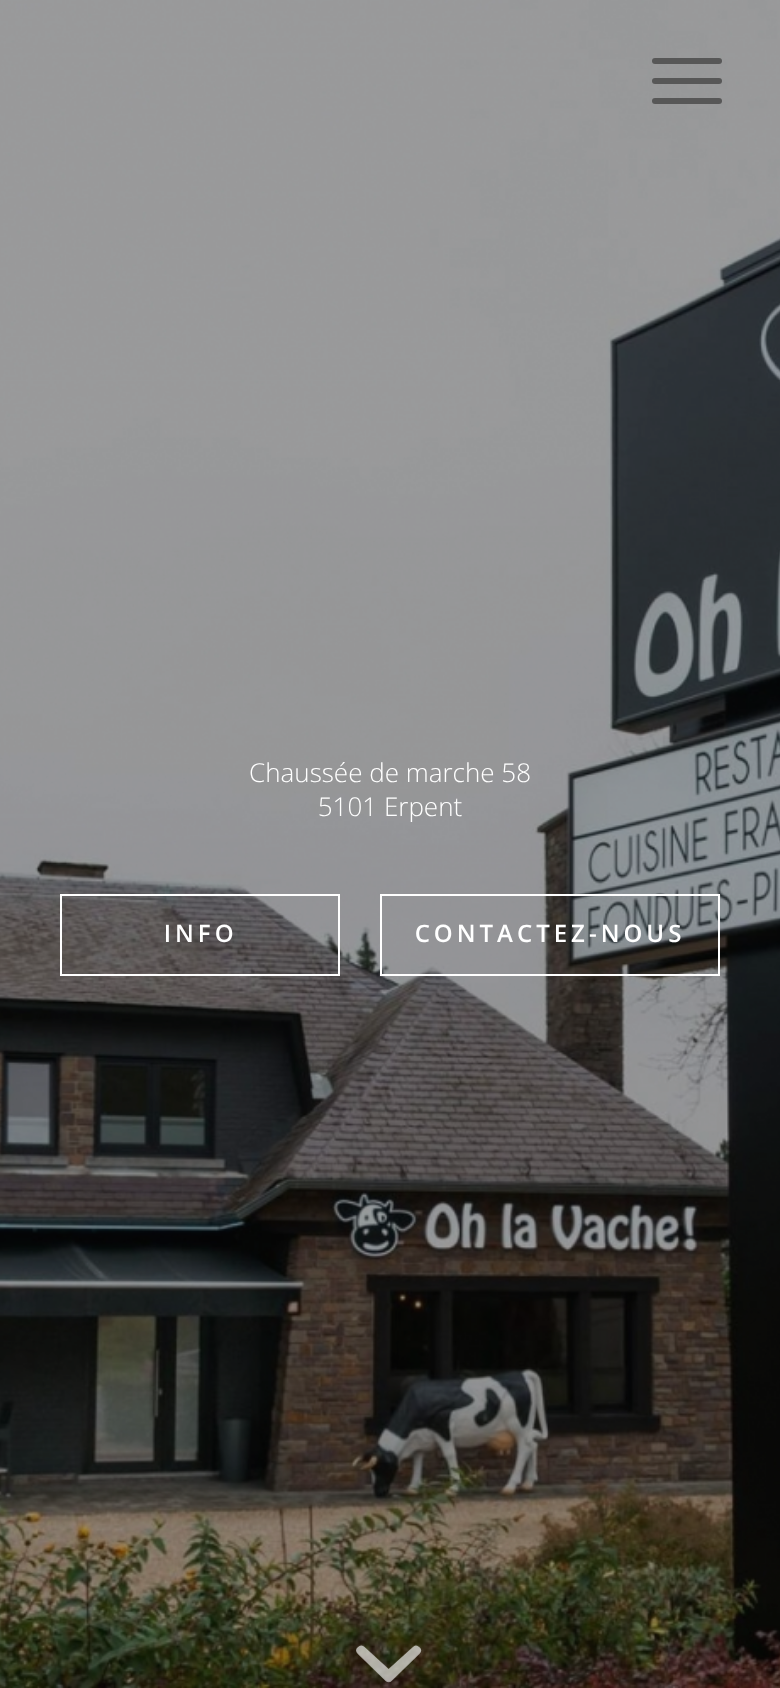 Oh
Chaussée de marche 58
5101 Erpent
RESTA
CUISINE FRA
FONDUES-PI
INFO
CONTACTEZ-NOUS
Oh la Vache!